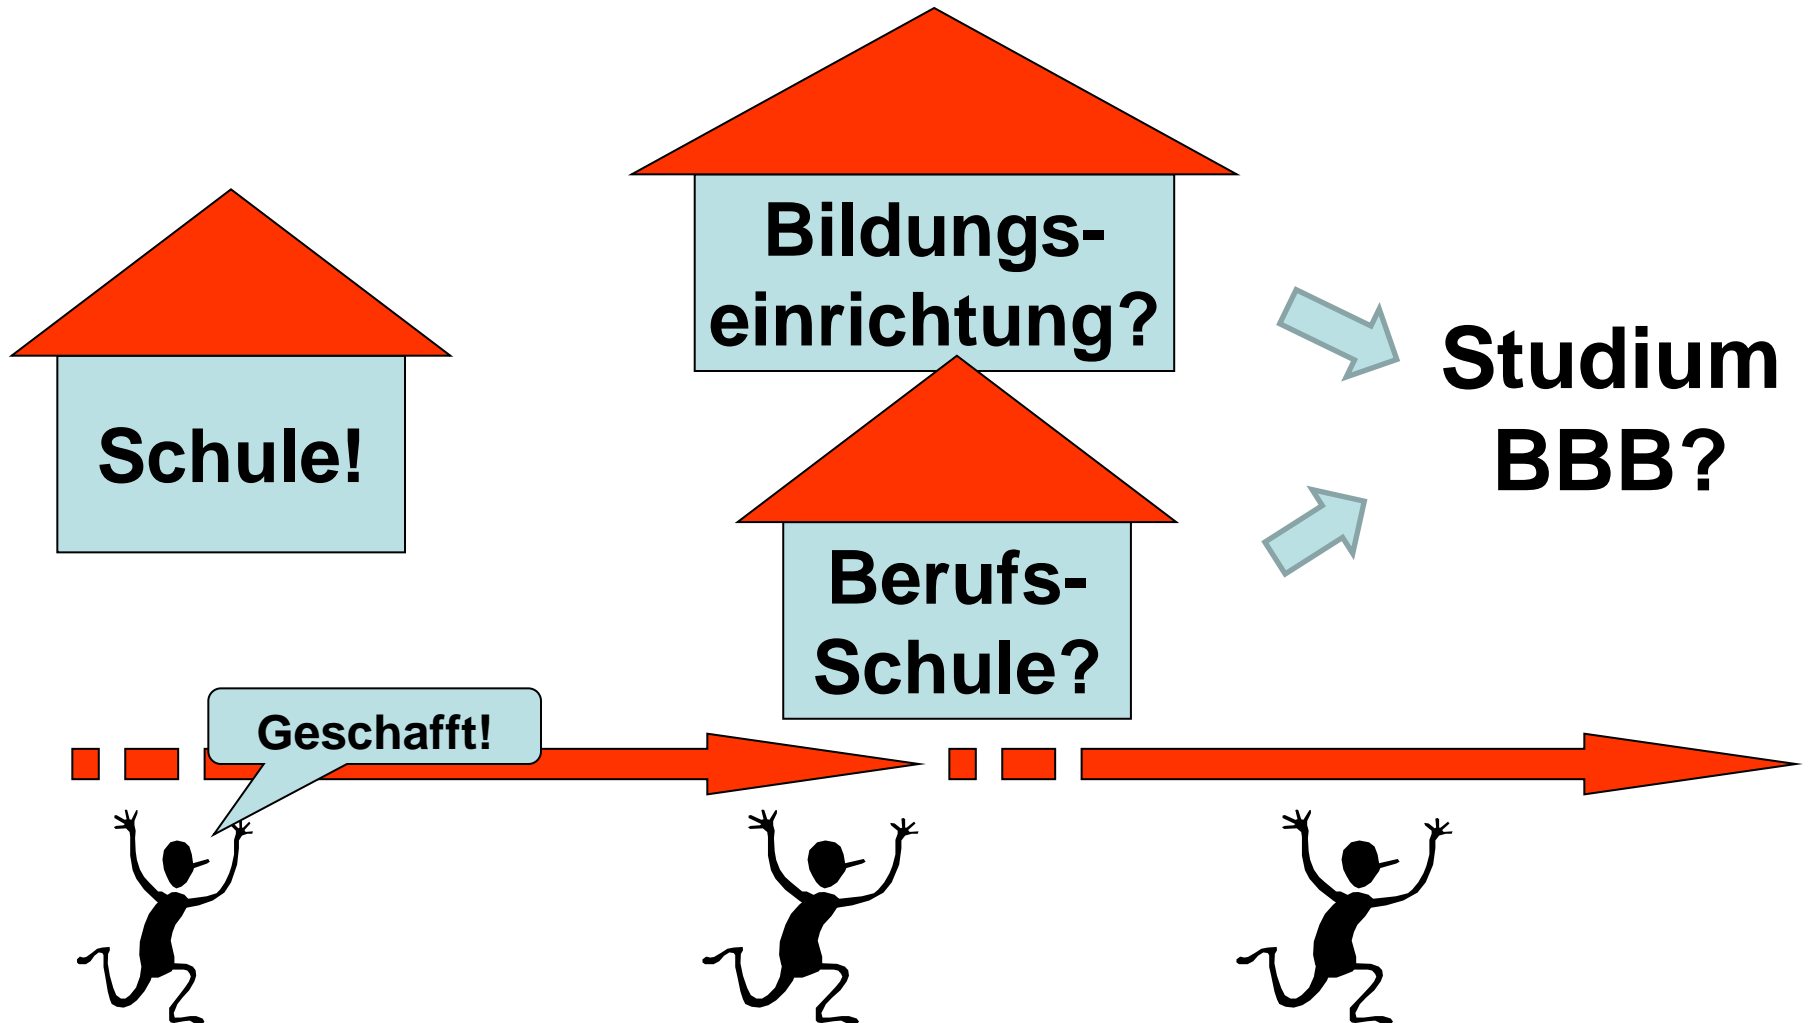 Schule!
Bildungs-
einrichtung?
Berufs-
Schule?
Studium
BBB?
Geschafft!